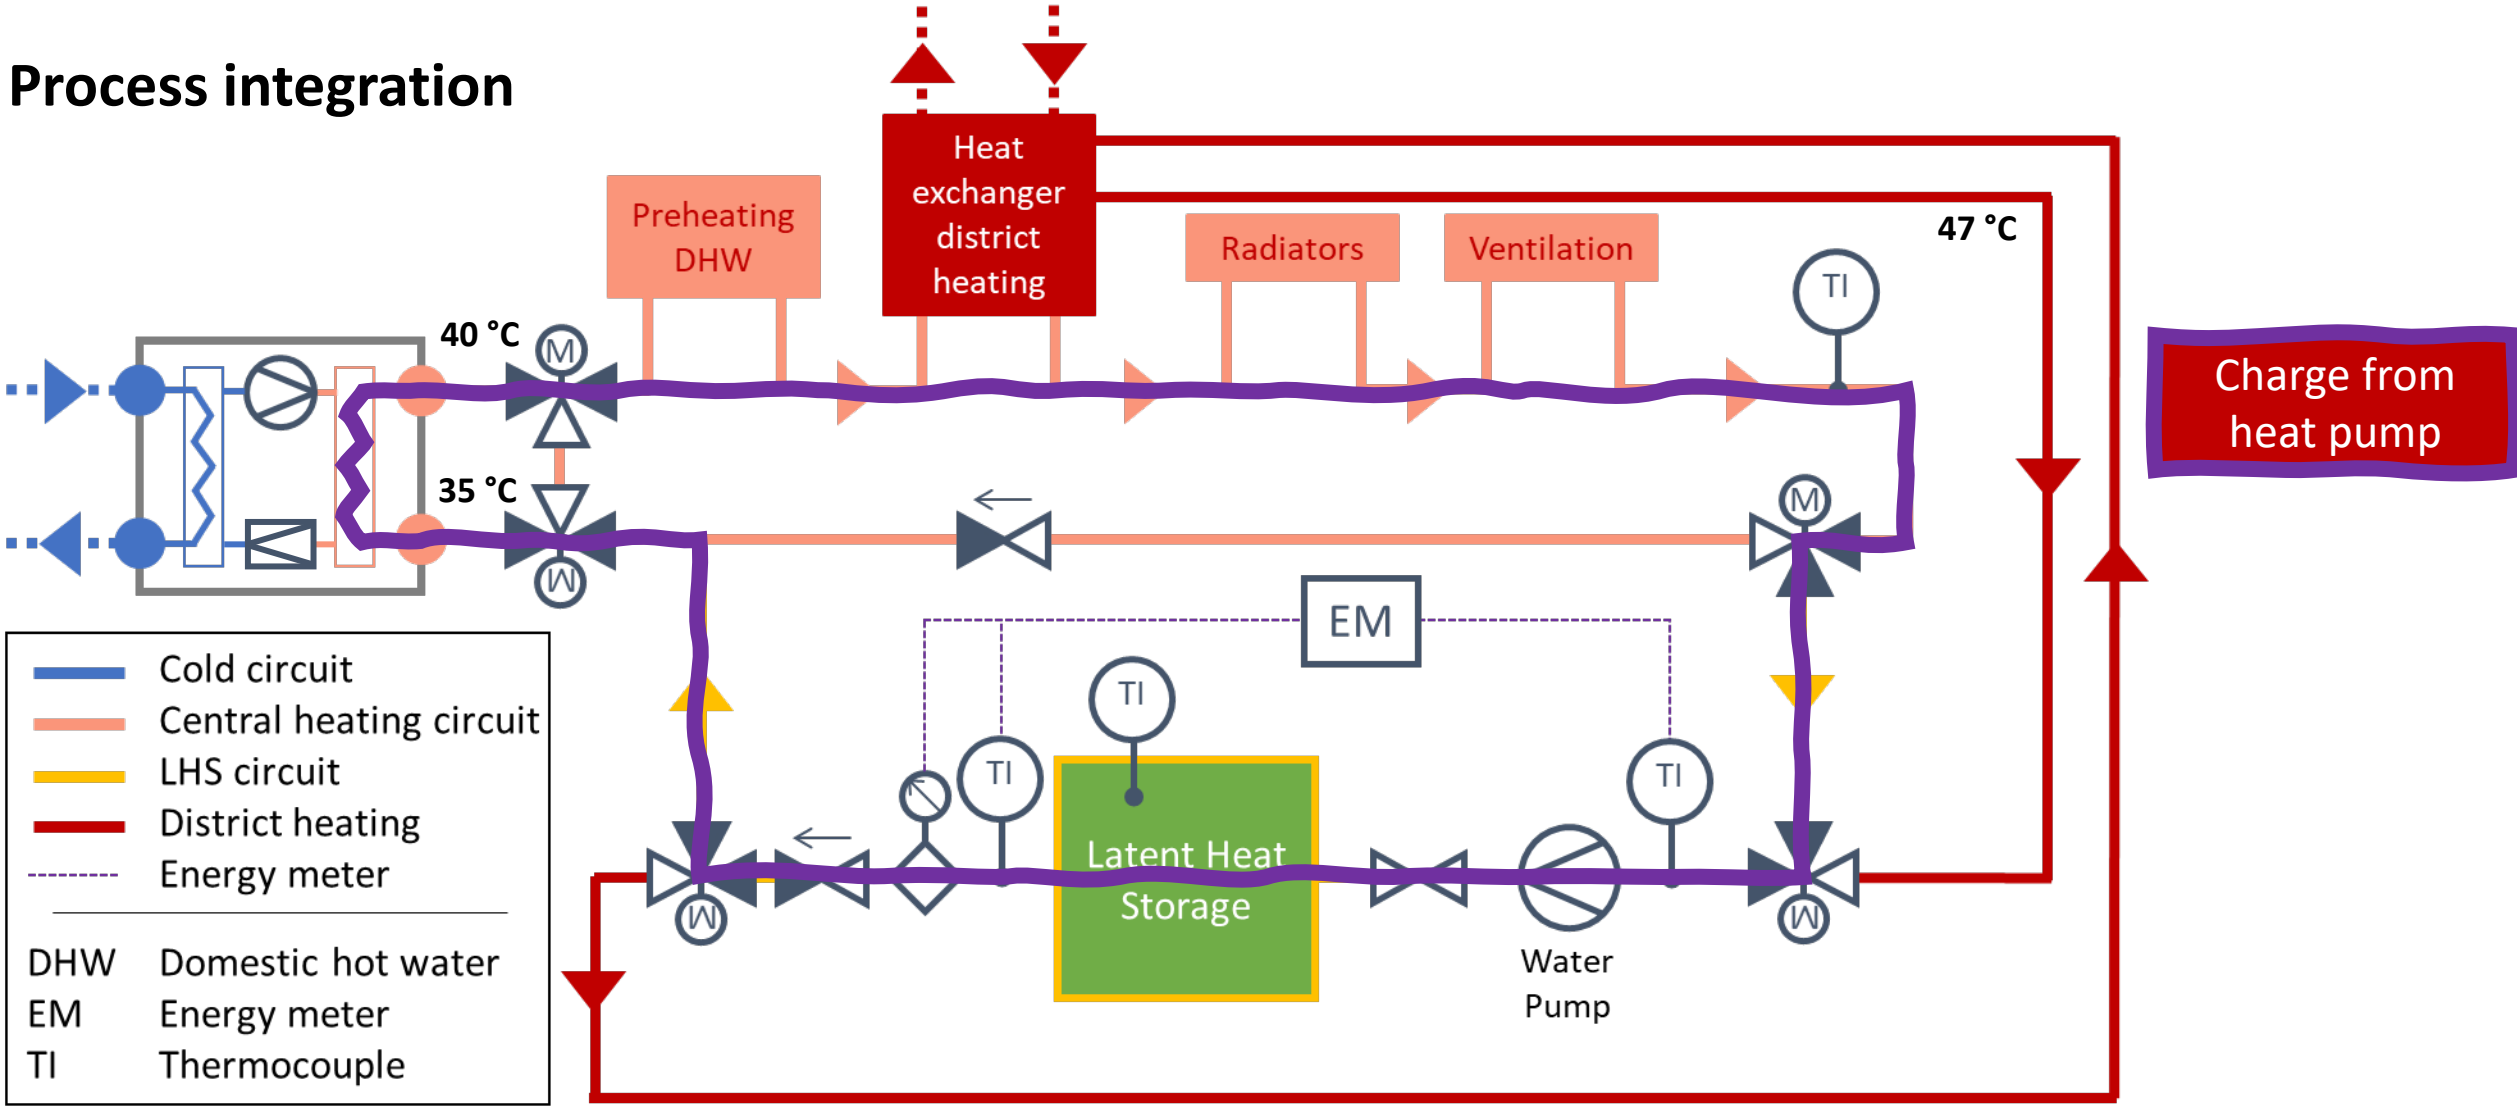 Process integration
Heat
exchanger
district
heating
Preheating
DHW
Radiators
Ventilation
47 °C
TI
40 °C
M
Charge from
heat pump
35 °C
M
M
EM
TI
TI
TI
Latent Heat
Storage
M
M
Water
Pump
Cold circuit
Central heating circuit
LHS circuit
District heating
Energy meter
DHW Domestic hot water
EM Energy meter
TI Thermocouple